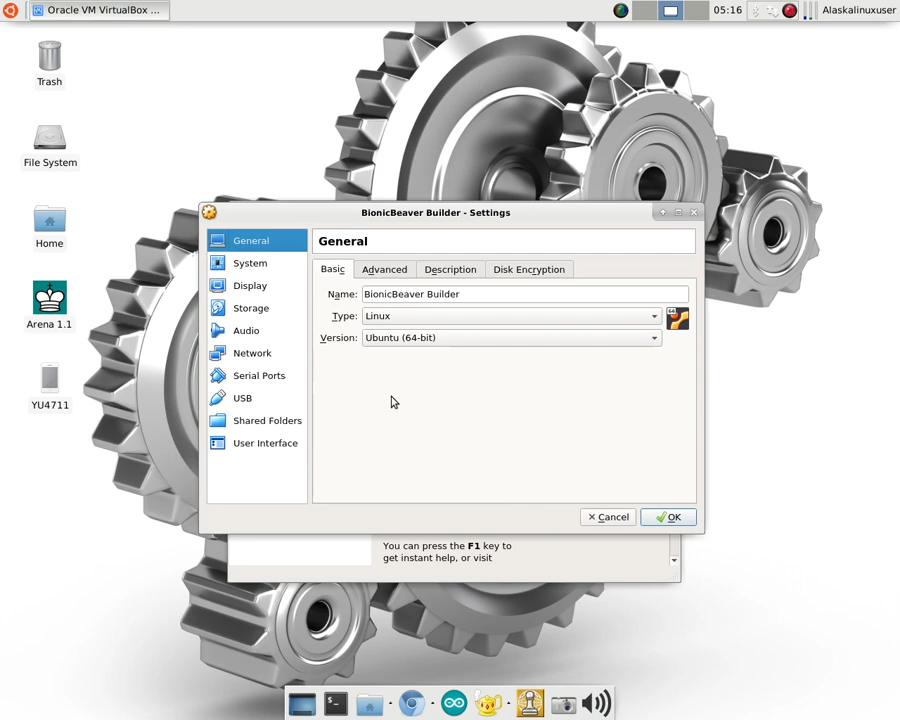 Oracle VM VirtualBox ...
05:16
Alaskalinuxuser
Trash
File System
Home
Arena 1.1
YU4711
BionicBeaver Builder - Settings
General
System
Display
Storage
Audio
Network
Serial Ports
USB
Shared Folders
User Interface
General
Basic
Advanced
Description
Disk Encryption
Name: BionicBeaver Builder
Type: Linux
64
Version: Ubuntu (64-bit)
Cancel
OK
You can press the F1 key to
get instant help, or visit
>_